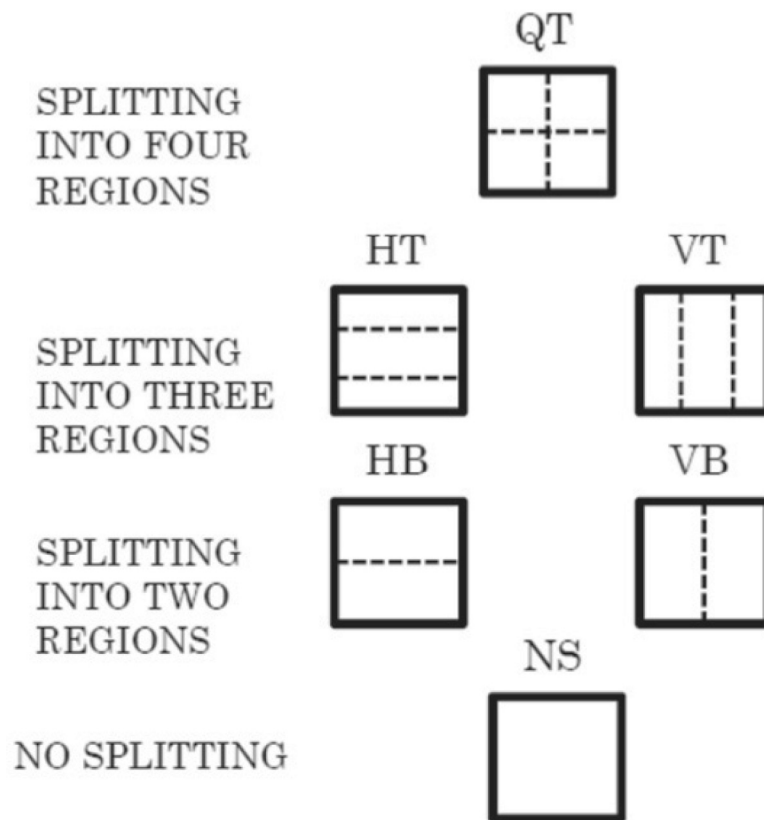 QT
SPLITTING
INTO FOUR
REGIONS
HT VT
SPLITTING
INTO THREE
REGIONS
HB VB
SPLITTING
INTO TWO
REGIONS
NS
NO SPLITTING